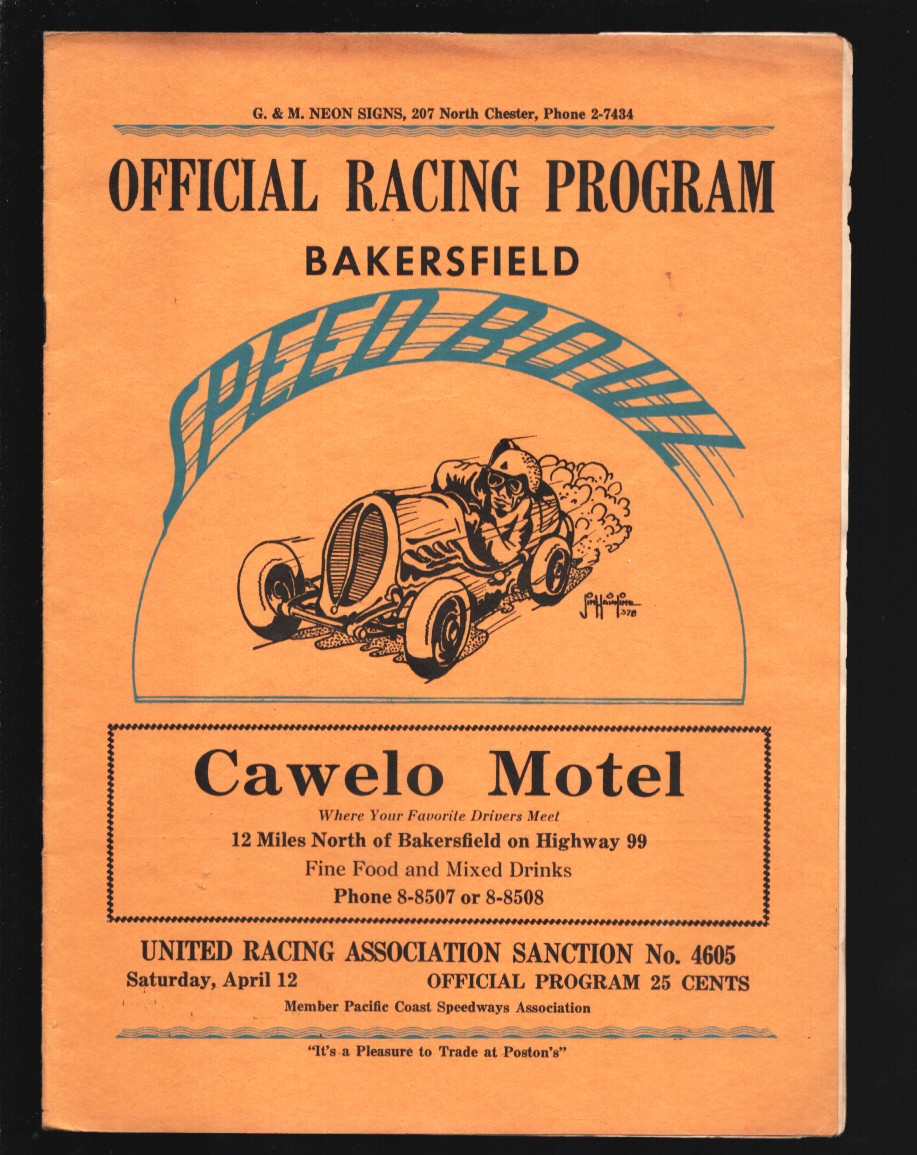 G. & M. NEON SIGNS, 207 North Chester, Phone 2-7434
OFFICIAL RACING PROGRAM
BAKERSFIELD
SPEED BOWL
Cawelo Motel
Where Your Favorite Drivers Meet
12 Miles North of Bakersfield on Highway 99
Fine Food and Mixed Drinks
Phone 8-8507 or 8-8508
UNITED RACING ASSOCIATION SANCTION No. 4605
Saturday, April 12 OFFICIAL PROGRAM 25 CENTS
Member Pacific Coast Speedways Association
"It's a Pleasure to Trade at Poston's"